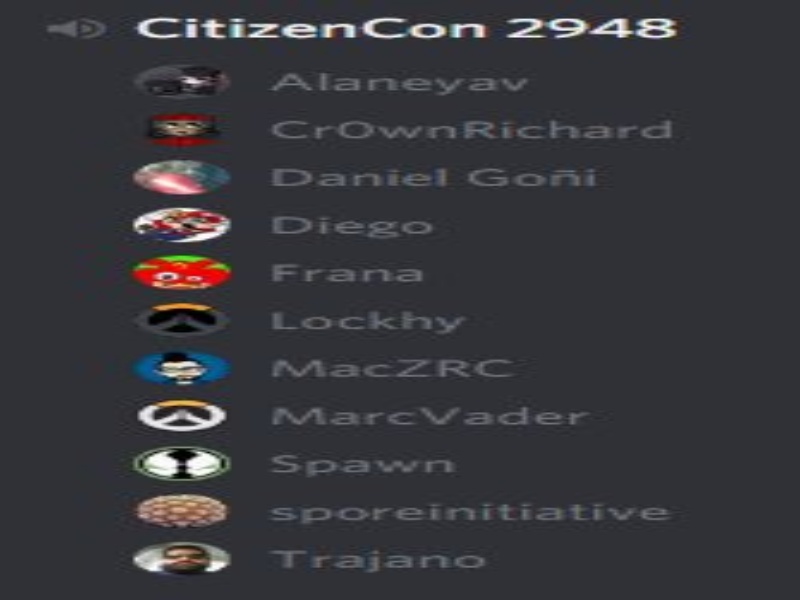 CitizenCon 2948
Alaneyav
Cr0wnRichard
Daniel Goñi
Diego
Frana
Lockhy
MacZRC
MarcVader
Spawn
sporeinitiative
Trajano